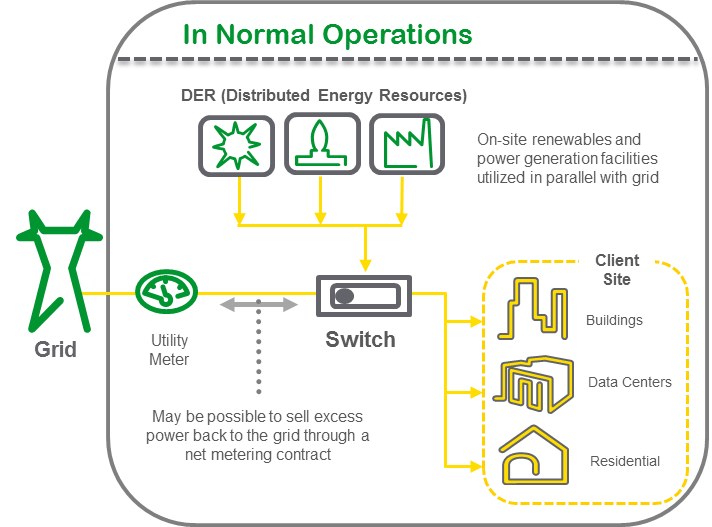 In Normal Operations
DER (Distributed Energy Resources)
On-site renewables and
power generation facilities
utilized in parallel with grid
Grid
Utility
Meter
Switch
May be possible to sell excess
power back to the grid through a
net metering contract
Client
Site
Buildings
Data Centers
Residential